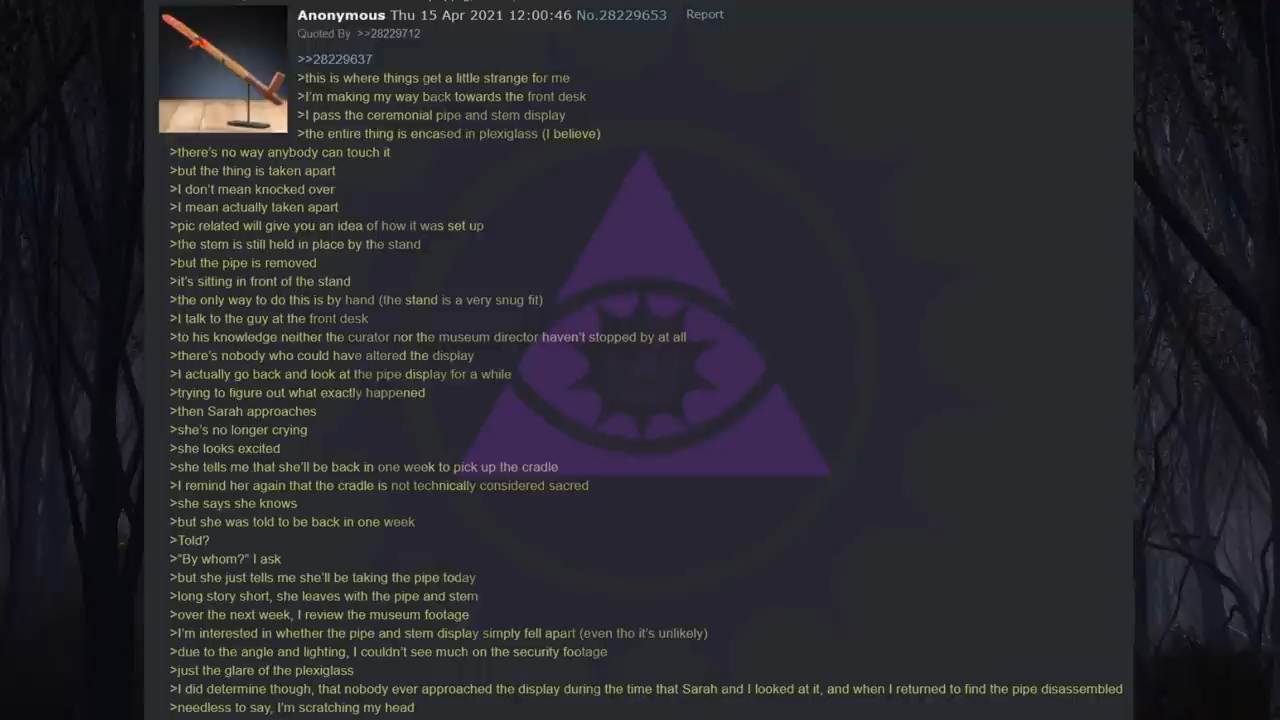 Anonymous Thu 15 Apr 2021 12:00:46 No.28229653 Report
Quoted By >>28229712
>>28229637
>this is where things get a little strange for me
>I'm making my way back towards the front desk
>I pass the ceremonial pipe and stem display
>the entire thing is encased in plexiglass (I believe)
>there's no way anybody can touch it
>but the thing is taken apart
>I don't mean knocked over
>I mean actually taken apart
>pic related will give you an idea of how it was set up
>the stem is still held in place by the stand
>but the pipe is removed
>it's sitting in front of the stand
>the only way to do this is by hand (the stand is a very snug fit)
>I talk to the guy at the front desk
>to his knowledge neither the curator nor the museum director haven't stopped by at all
>there's nobody who could have altered the display
>I actually go back and look at the pipe display for a while
>trying to figure out what exactly happened
>then Sarah approaches
>she's no longer crying
>she looks excited
>she tells me that she'll be back in one week to pick up the cradle
>I remind her again that the cradle is not technically considered sacred
>she says she knows
>but she was told to be back in one week
>Told?
>"By whom?" I ask
>but she just tells me she'll be taking the pipe today
>long story short, she leaves with the pipe and stem
>over the next week, I review the museum footage
>I'm interested in whether the pipe and stem display simply fell apart (even tho it's unlikely)
>due to the angle and lighting, I couldn't see much on the security footage
>just the glare of the plexiglass
>I did determine though, that nobody ever approached the display during the time that Sarah and I looked at it, and when I returned to find the pipe disassembled
>needless to say, I'm scratching my head